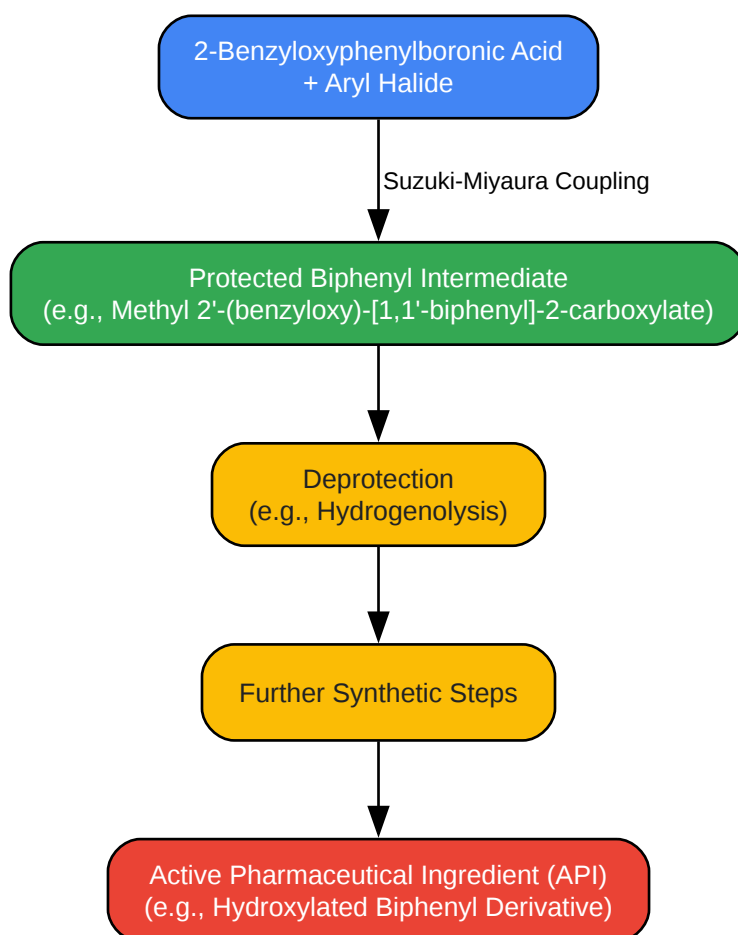 2-Benzyloxyphenylboronic Acid
+ Aryl Halide
Suzuki-Miyaura Coupling
Protected Biphenyl Intermediate
(e.g., Methyl 2'-(benzyloxy)-[1,1'-biphenyl]-2-carboxylate)
Deprotection
(e.g., Hydrogenolysis)
Further Synthetic Steps
Active Pharmaceutical Ingredient (API)
(e.g., Hydroxylated Biphenyl Derivative)